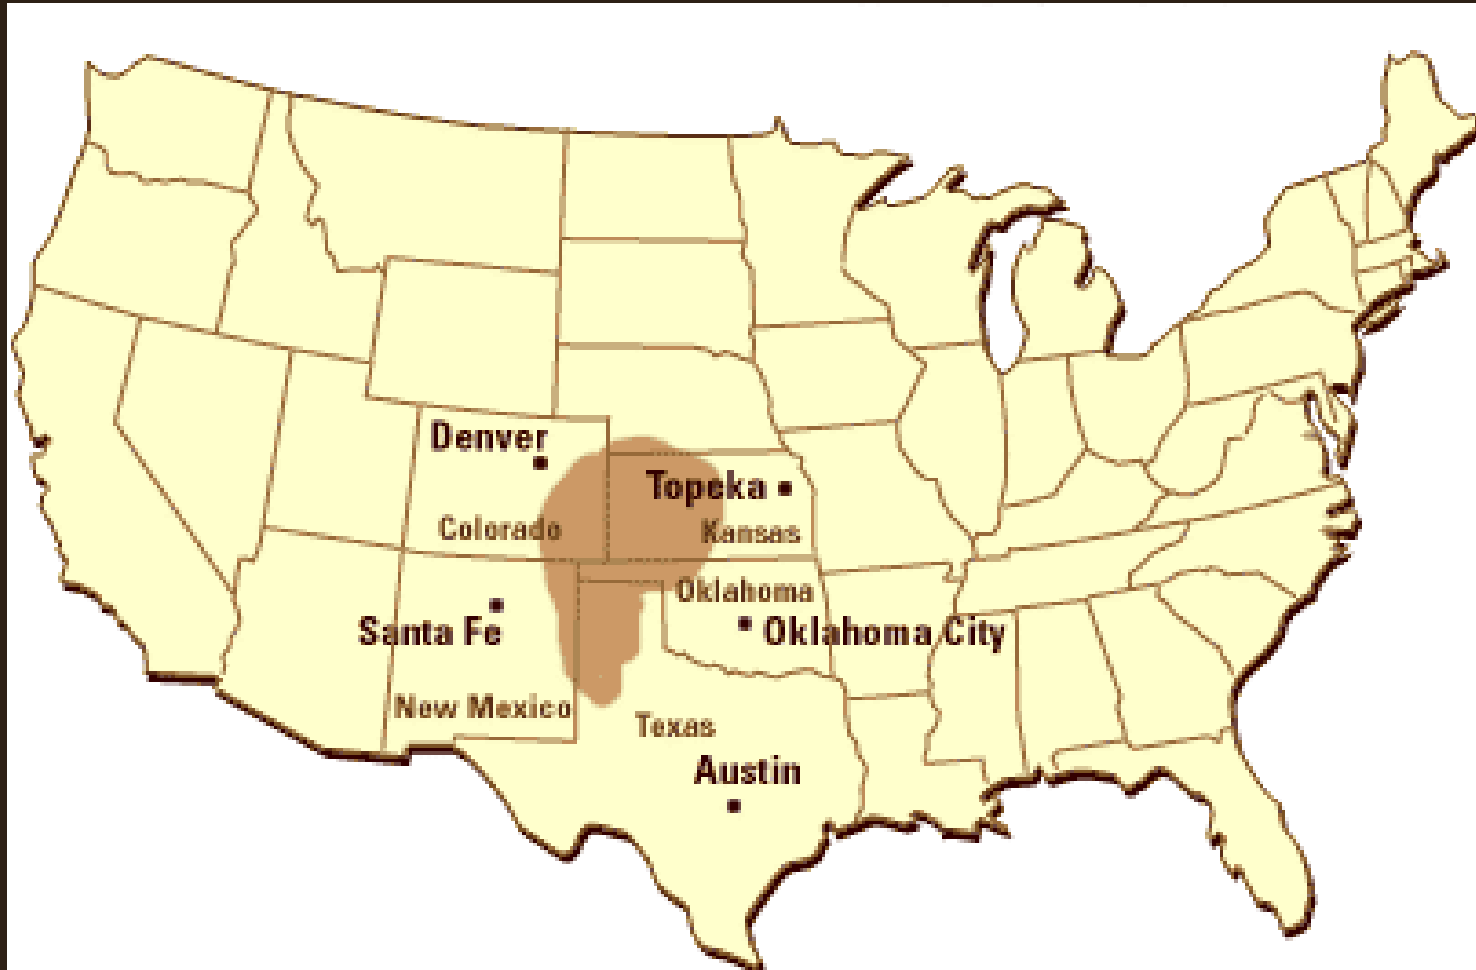 Denver
Topeka
Colorado
Kansas
Oklahoma
Santa Fe
Oklahoma City
New Mexico
Texas
Austin